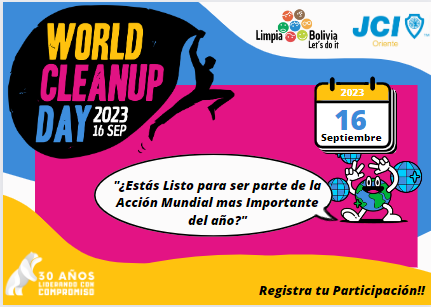 WORLD
CLEANUP
DAY 2023
16 SEP
Limpia Bolivia
Let's do it
JCI
Oriente
2023
16
Septiembre
"¿Estás Listo para ser parte de la
Acción Mundial mas Importante
del año?"
50 AÑOS
LIDERANDO CON
COMPROMISO
Registra tu Participación!!